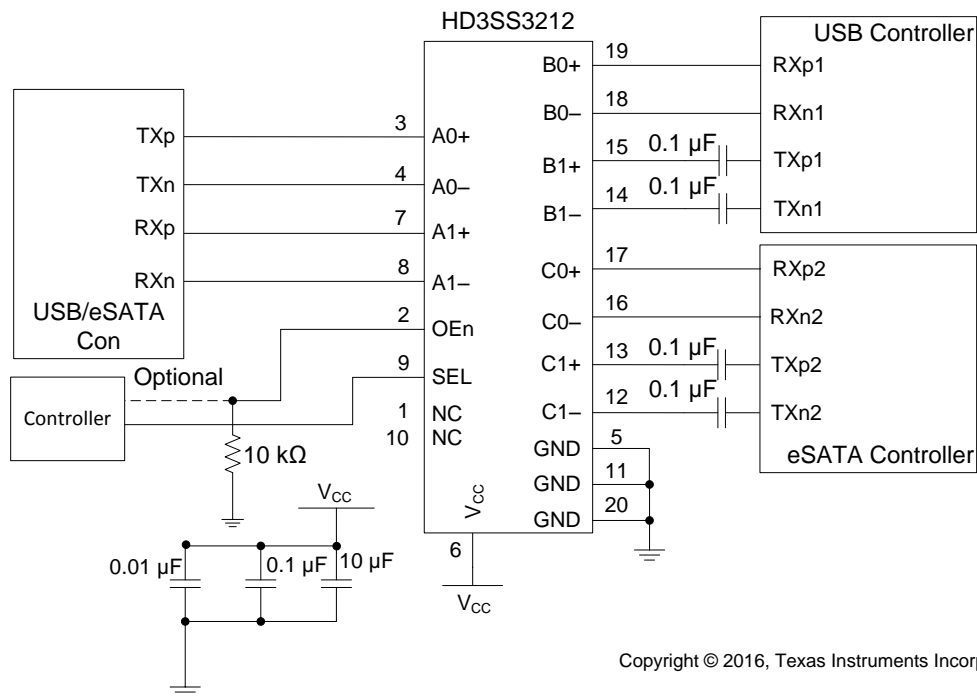 HD3SS3212
USB Controller
B0+
19
RXp1
B0–
18
RXn1
TXp
3
A0+
B1+
15
0.1 µF
TXp1
TXn
4
A0–
B1–
14
0.1 µF
TXn1
RXp
7
A1+
C0+
17
RXp2
RXn
8
A1–
C0–
16
RXn2
USB/eSATA
Con
2
OEn
C1+
13
0.1 µF
TXp2
Optional
9
SEL
C1–
12
0.1 µF
TXn2
Controller
1
NC
10
NC
GND
5
eSATA Controller
10 kΩ
GND
11
GND
20
VCC
VCC
6
0.01 µF
0.1 µF
10 µF
VCC
Copyright © 2016, Texas Instruments Incorp